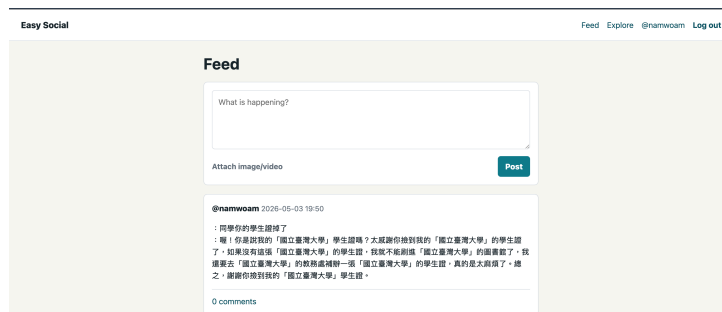 Easy Social
Feed Explore @namwoam Log out
Feed
What is happening?
Attach image/video
Post
@namwoam 2026-05-03 19:50
：同學你的學生證掉了
：喔！你是說我的「國立臺灣大學」學生證嗎？太感謝你撿到我的「國立臺灣大學」的學生證
了，如果沒有這張「國立臺灣大學」的學生證，我就不能刷進「國立臺灣大學」的圖書館了，我
還要去「國立臺灣大學」的教務處補辦一張「國立臺灣大學」的學生證，真的是太麻煩了。總
之，謝謝你撿到我的「國立臺灣大學」學生證。
0 comments